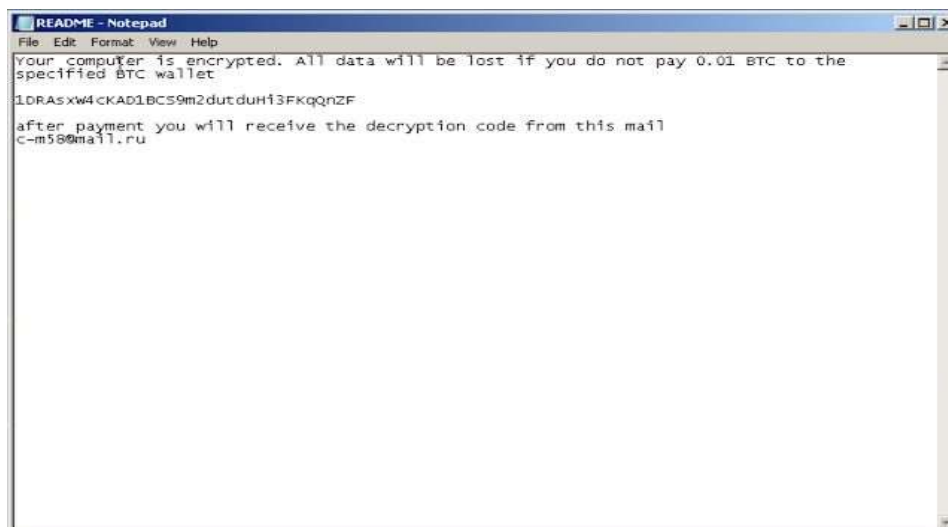 README - Notepad
File Edit Format View Help
Your computer is encrypted. All data will be lost if you do not pay 0.01 BTC to the
specified BTC wallet
1DRAsxW4cKAD1BCS9m2dutduHi3FKqQnZF
after payment you will receive the decryption code from this mail
c-m58@mail.ru